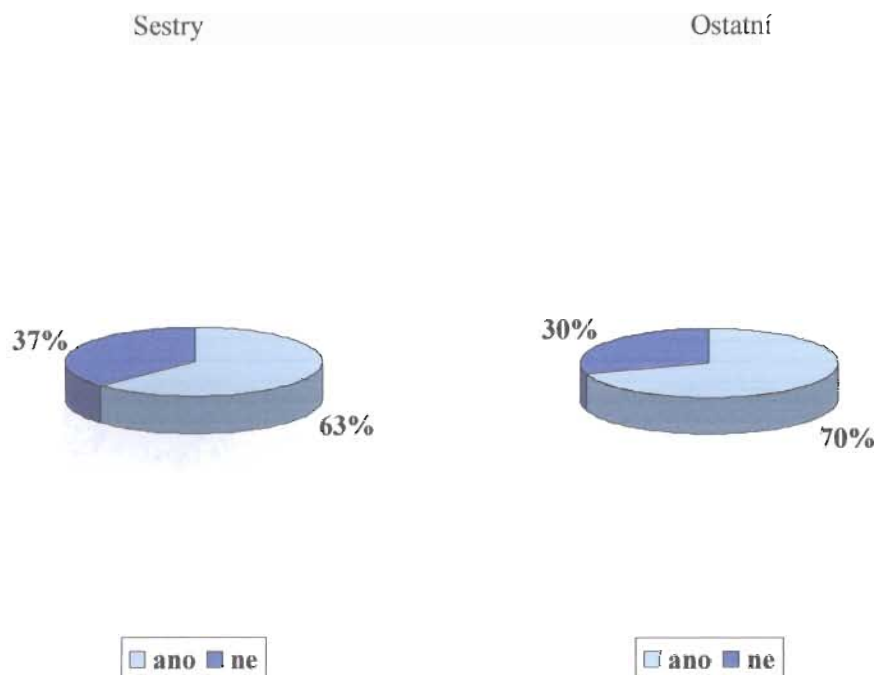 Sestry
37%
63%
ano ne
Ostatní
30%
70%
ano ne